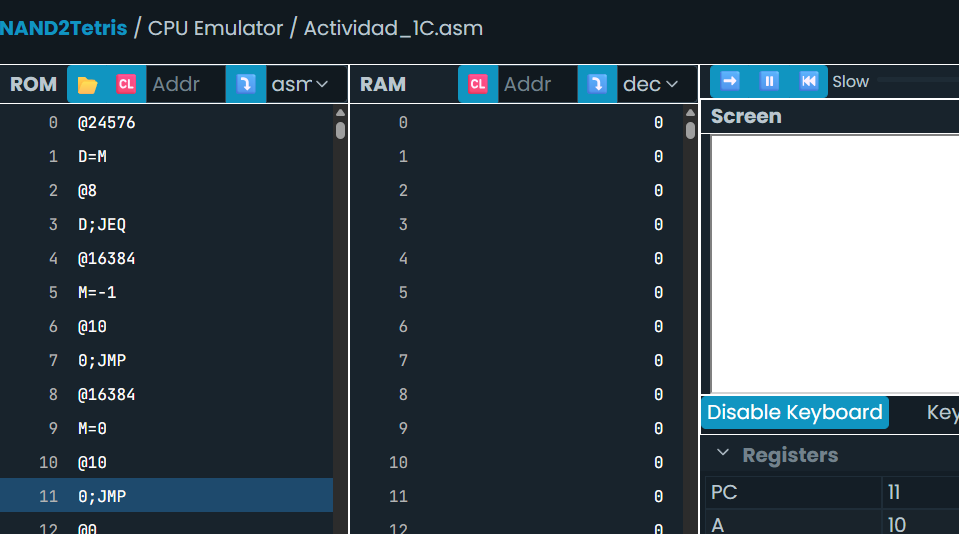 NAND2Tetris / CPU Emulator / Actividad_1C.asm
ROM CL Addr asm RAM CL Addr dec Slow
Screen
0 @24576 0 0
1 D=M 1 0
2 @8 2 0
3 D;JEQ 3 0
4 @16384 4 0
5 M=-1 5 0
6 @10 6 0
7 0;JMP 7 0
8 @16384 8 0
9 M=0 9 0
10 @10 10 0
11 0;JMP 11 0
12 @0 12 0
Disable Keyboard Key
Registers
PC 11
A 10